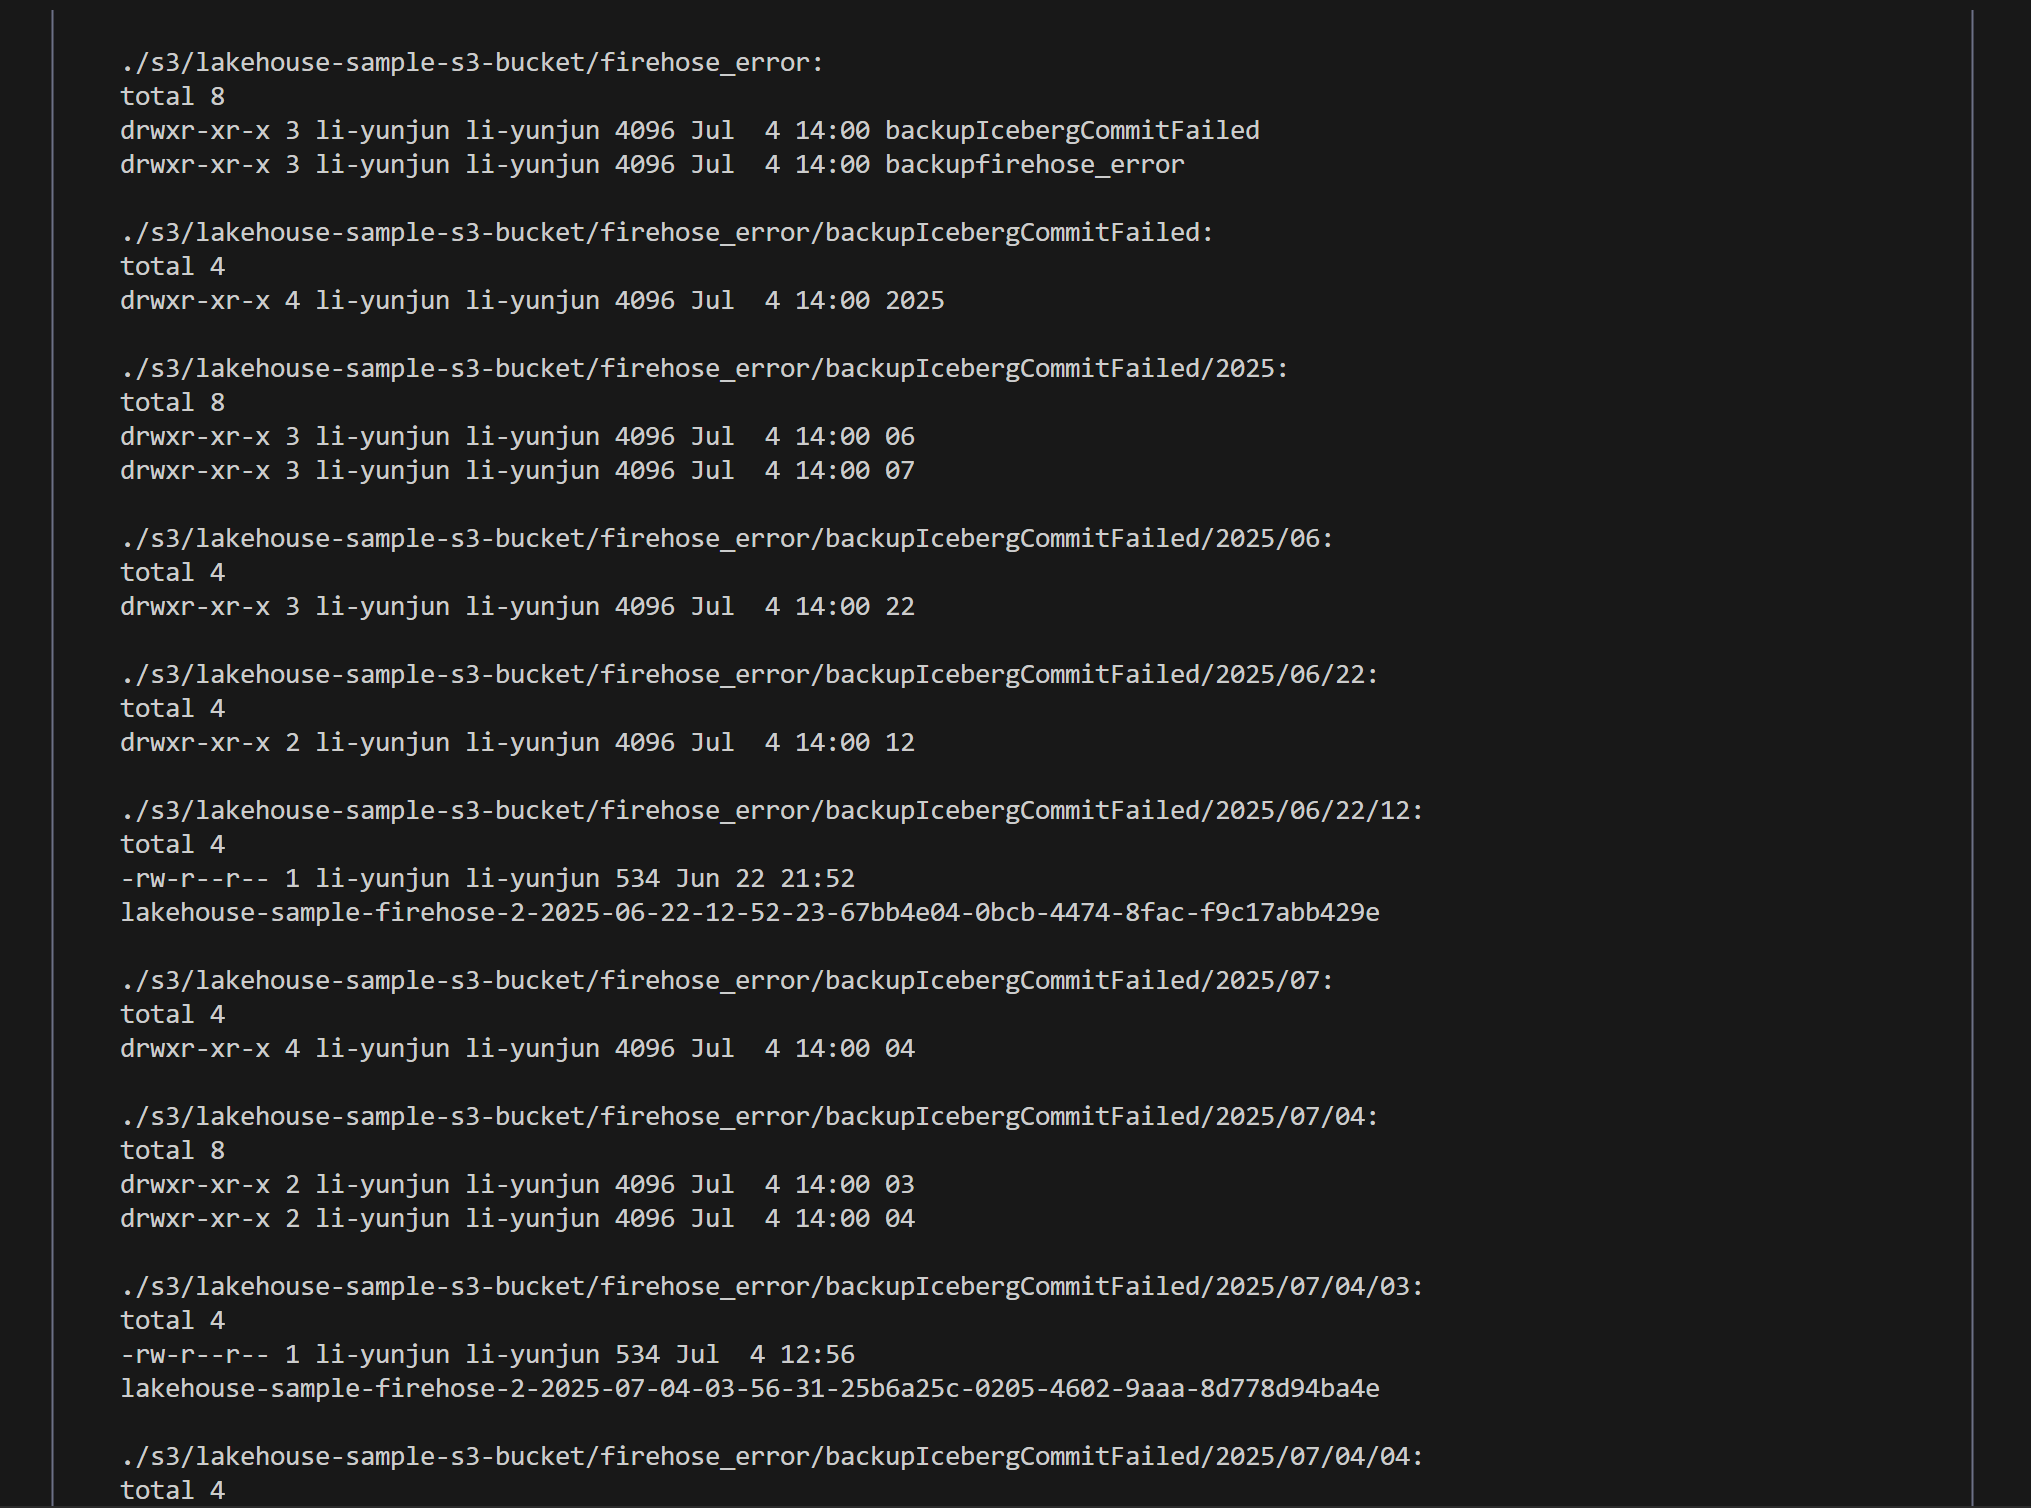 ./s3/lakehouse-sample-s3-bucket/firehose_error:
total 8
drwxr-xr-x 3 li-yunjun li-yunjun 4096 Jul  4 14:00 backupIcebergCommitFailed
drwxr-xr-x 3 li-yunjun li-yunjun 4096 Jul  4 14:00 backupfirehose_error

./s3/lakehouse-sample-s3-bucket/firehose_error/backupIcebergCommitFailed:
total 4
drwxr-xr-x 4 li-yunjun li-yunjun 4096 Jul  4 14:00 2025

./s3/lakehouse-sample-s3-bucket/firehose_error/backupIcebergCommitFailed/2025:
total 8
drwxr-xr-x 3 li-yunjun li-yunjun 4096 Jul  4 14:00 06
drwxr-xr-x 3 li-yunjun li-yunjun 4096 Jul  4 14:00 07

./s3/lakehouse-sample-s3-bucket/firehose_error/backupIcebergCommitFailed/2025/06:
total 4
drwxr-xr-x 3 li-yunjun li-yunjun 4096 Jul  4 14:00 22

./s3/lakehouse-sample-s3-bucket/firehose_error/backupIcebergCommitFailed/2025/06/22:
total 4
drwxr-xr-x 2 li-yunjun li-yunjun 4096 Jul  4 14:00 12

./s3/lakehouse-sample-s3-bucket/firehose_error/backupIcebergCommitFailed/2025/06/22/12:
total 4
-rw-r--r-- 1 li-yunjun li-yunjun 534 Jun 22 21:52
lakehouse-sample-firehose-2-2025-06-22-12-52-23-67bb4e04-0bcb-4474-8fac-f9c17abb429e

./s3/lakehouse-sample-s3-bucket/firehose_error/backupIcebergCommitFailed/2025/07:
total 4
drwxr-xr-x 4 li-yunjun li-yunjun 4096 Jul  4 14:00 04

./s3/lakehouse-sample-s3-bucket/firehose_error/backupIcebergCommitFailed/2025/07/04:
total 8
drwxr-xr-x 2 li-yunjun li-yunjun 4096 Jul  4 14:00 03
drwxr-xr-x 2 li-yunjun li-yunjun 4096 Jul  4 14:00 04

./s3/lakehouse-sample-s3-bucket/firehose_error/backupIcebergCommitFailed/2025/07/04/03:
total 4
-rw-r--r-- 1 li-yunjun li-yunjun 534 Jul  4 12:56
lakehouse-sample-firehose-2-2025-07-04-03-56-31-25b6a25c-0205-4602-9aaa-8d778d94ba4e

./s3/lakehouse-sample-s3-bucket/firehose_error/backupIcebergCommitFailed/2025/07/04/04:
total 4